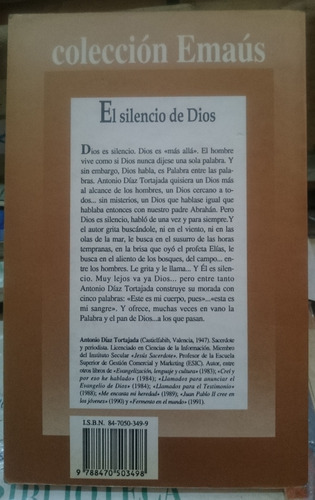 colección Emaús
El silencio de Dios
Dios es silencio. Dios es «más allá». El hombre
vive como si Dios nunca dijese una sola palabra. Y
sin embargo, Dios habla, es Palabra entre las pala-
bras. Antonio Díaz Tortajada quisiera un Dios más
al alcance de los hombres, un Dios cercano a to-
dos... sin misterios, un Dios que hablase igual que
hablaba entonces con nuestro padre Abrahán. Pero
Dios es silencio, habló de una vez y para siempre.Y
el autor grita buscándole, ni en el viento, ni en las
olas de la mar, le busca en el susurro de las horas
tempranas, en la brisa que oyó el profeta Elías, le
busca en el aliento de los bosques, del campo... en-
tre los hombres. Le grita y le llama... Y Él es silen-
cio. Muy lejos va ya Dios... pero entre tanto
Antonio Díaz Tortajada construye su morada con
cinco palabras: «Este es mi cuerpo, pues»...«esta es
mi sangre». Y ofrece, muchas veces en vano la
Palabra y el pan de Dios...a los que pasan.
Antonio Díaz Tortajada (Castielfabib, Valencia, 1947). Sacerdote
y periodista. Licenciado en Ciencias de la Información. Miembro
del Instituto Secular «Jesús Sacerdote». Profesor de la Escuela
Superior de Gestión Comercial y Marketing (ESIC). Autor, entre
otros libros de «Evangelización, lenguaje y cultura» (1983); «Creí y
por eso he hablado» (1984); «Llamados para anunciar el
Evangelio de Dios» (1984); «Llamados para el Testimonio»
(1988); «Me encanta mi heredad» (1989); «Juan Pablo II cree en
los jóvenes» (1990) y «Fermento en el mundo» (1991).
I.S.B.N. 84-7050-349-9
9 788470 503498
BIBLIOTECA